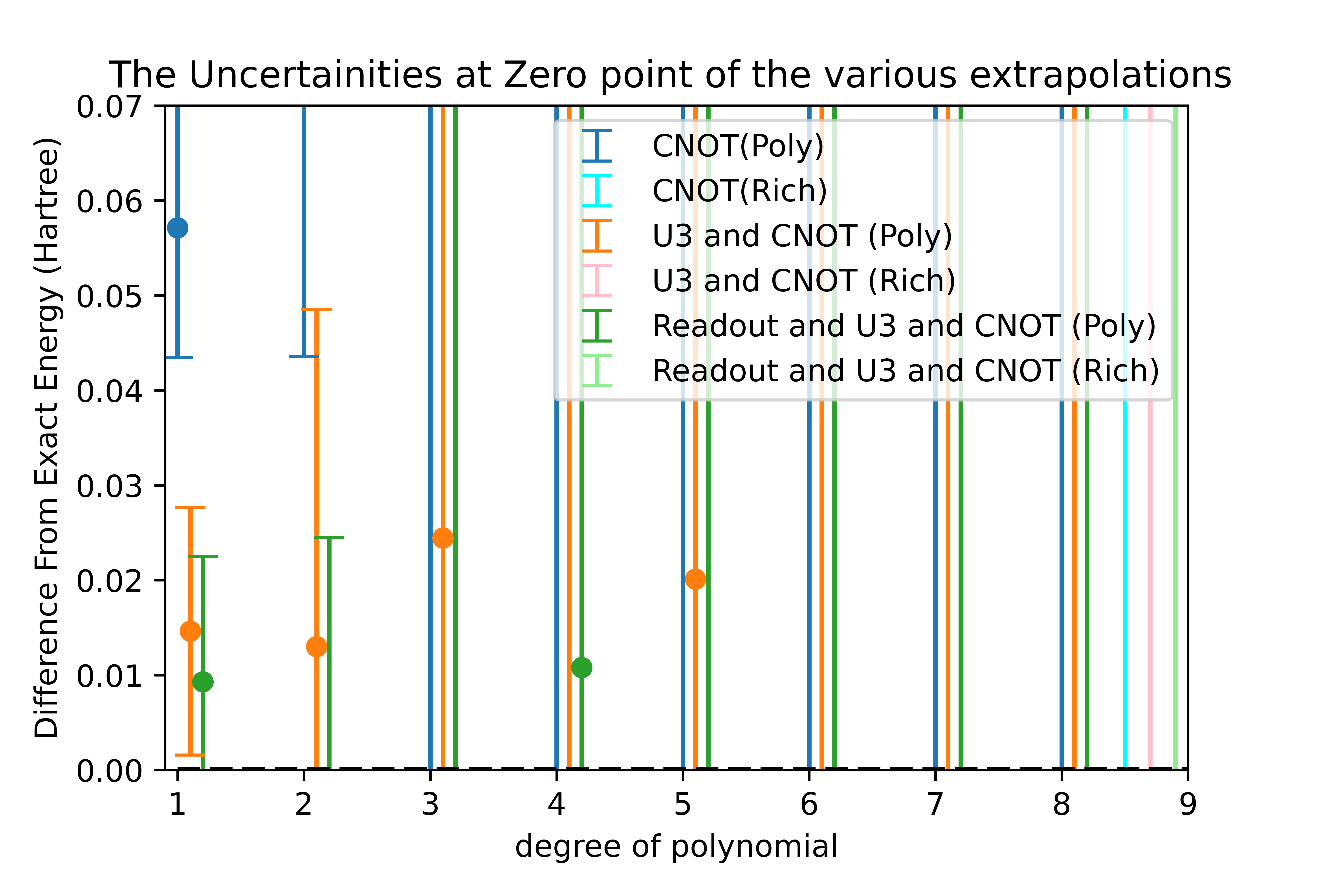 The Uncertainities at Zero point of the various extrapolations
Difference From Exact Energy (Hartree)
0.07
0.06
0.05
0.04
0.03
0.02
0.01
0.00
CNOT(Poly)
CNOT(Rich)
U3 and CNOT (Poly)
U3 and CNOT (Rich)
Readout and U3 and CNOT (Poly)
Readout and U3 and CNOT (Rich)
1 2 3 4 5 6 7 8 9
degree of polynomial